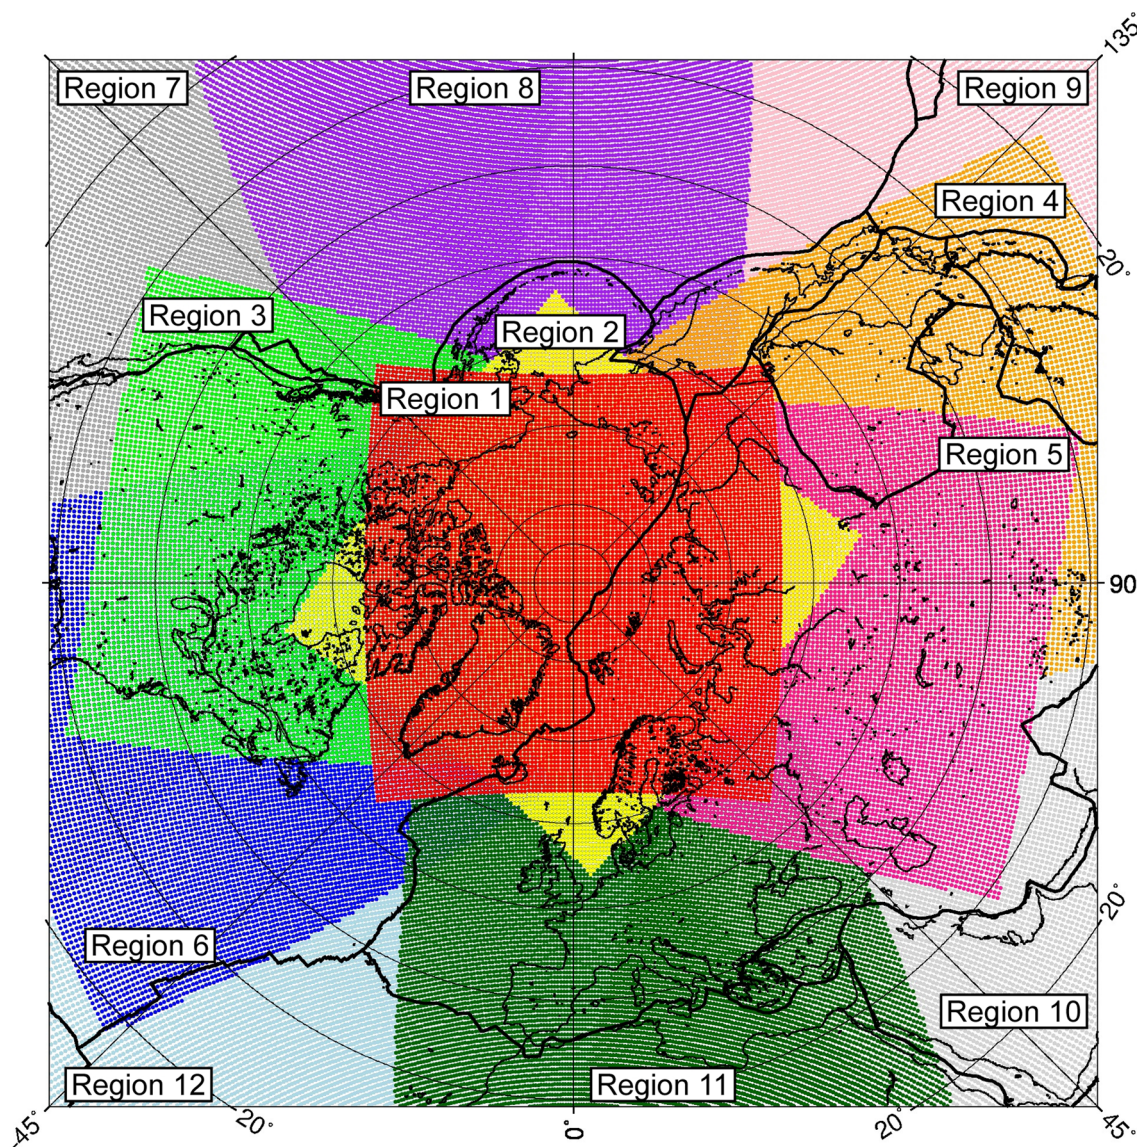 135°
Region 7
Region 8
Region 9
Region 4
20°
Region 3
Region 2
Region 1
Region 5
90
Region 6
Region 10
Region 12
Region 11
-45°
20°
0°
20°
45°
20°